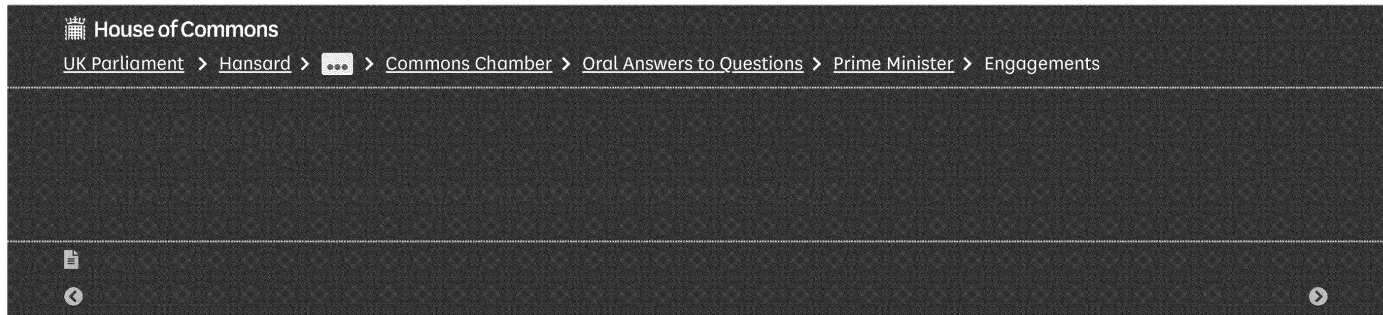 House of Commons
UK Parliament > Hansard > ... > Commons Chamber > Oral Answers to Questions > Prime Minister > Engagements